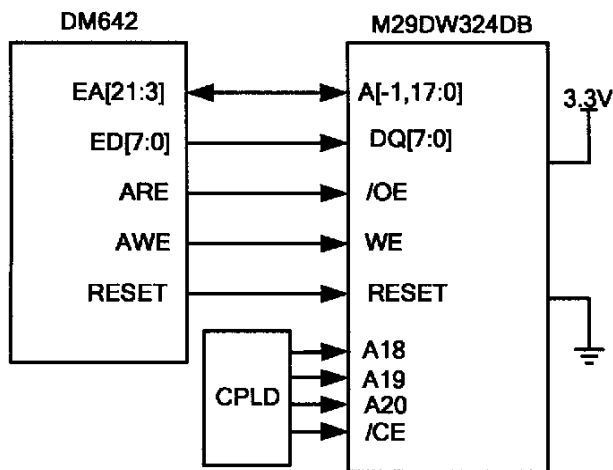 DM642 M29DW324DB
EA[21:3] A[-1,17:0] 3.3V
ED[7:0] DQ[7:0]
ARE /OE
AWE WE
RESET RESET
A18
A19
CPLD A20
/CE